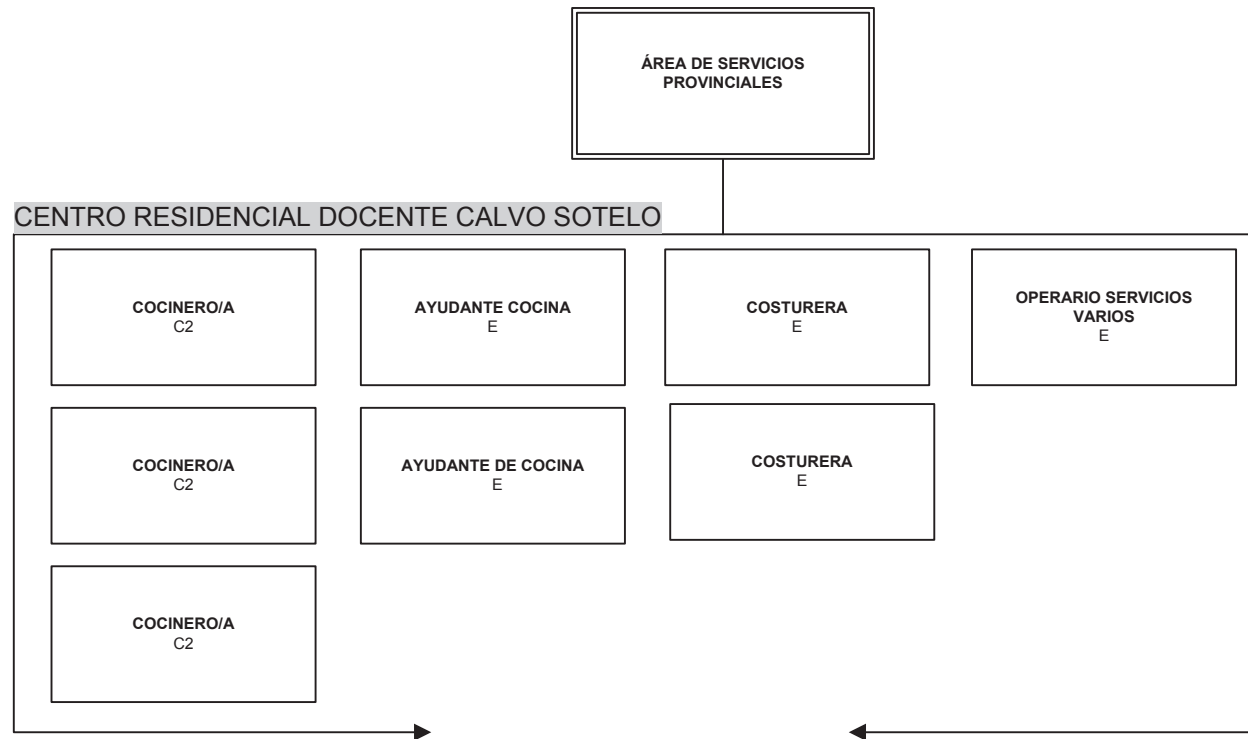 ÁREA DE SERVICIOS
PROVINCIALES
CENTRO RESIDENCIAL DOCENTE CALVO SOTELO
COCINERO/A
C2
AYUDANTE COCINA
E
COSTURERA
E
OPERARIO SERVICIOS
VARIOS
E
COCINERO/A
C2
AYUDANTE DE COCINA
E
COSTURERA
E
COCINERO/A
C2